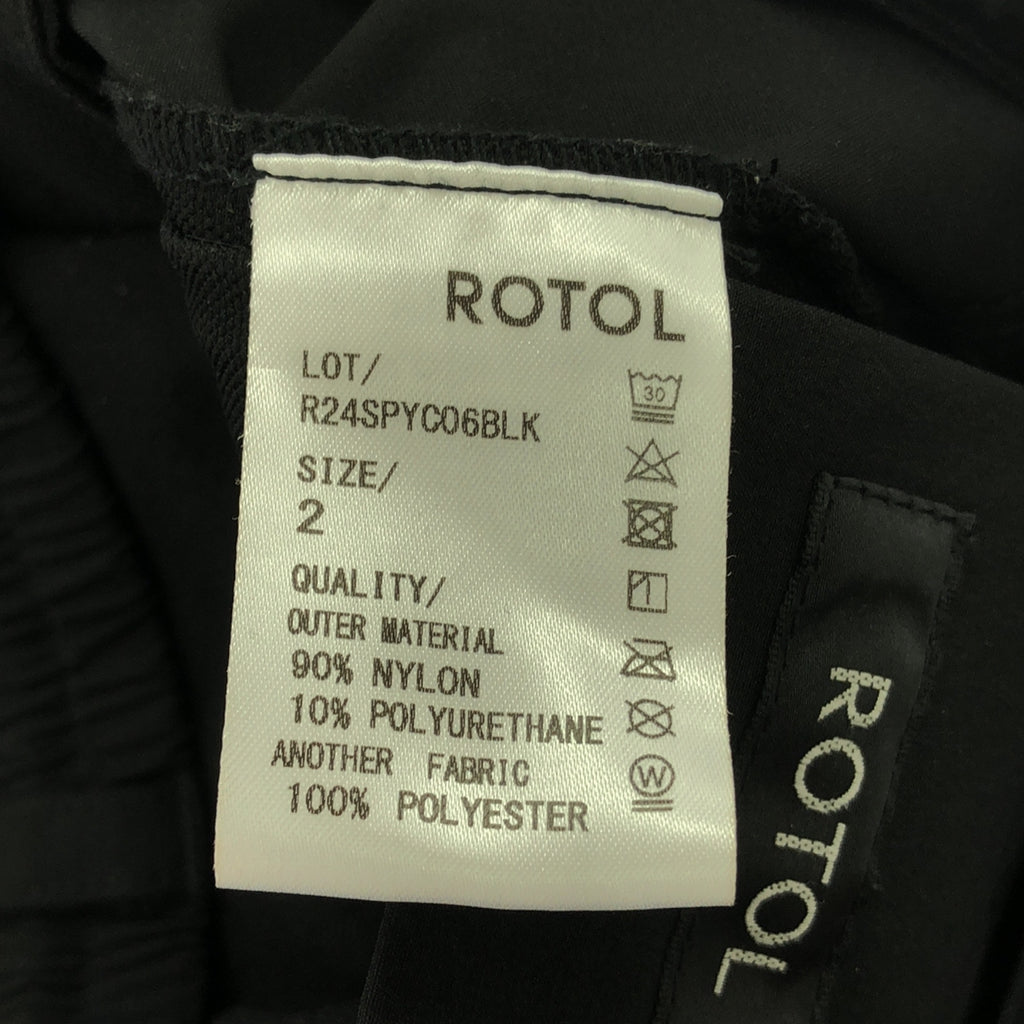 ROTOL
LOT/
R24SPYC06BLK
SIZE/
2
QUALITY/
OUTER MATERIAL
90% NYLON
10% POLYURETHANE
ANOTHER FABRIC
100% POLYESTER
30
W
ROTOL